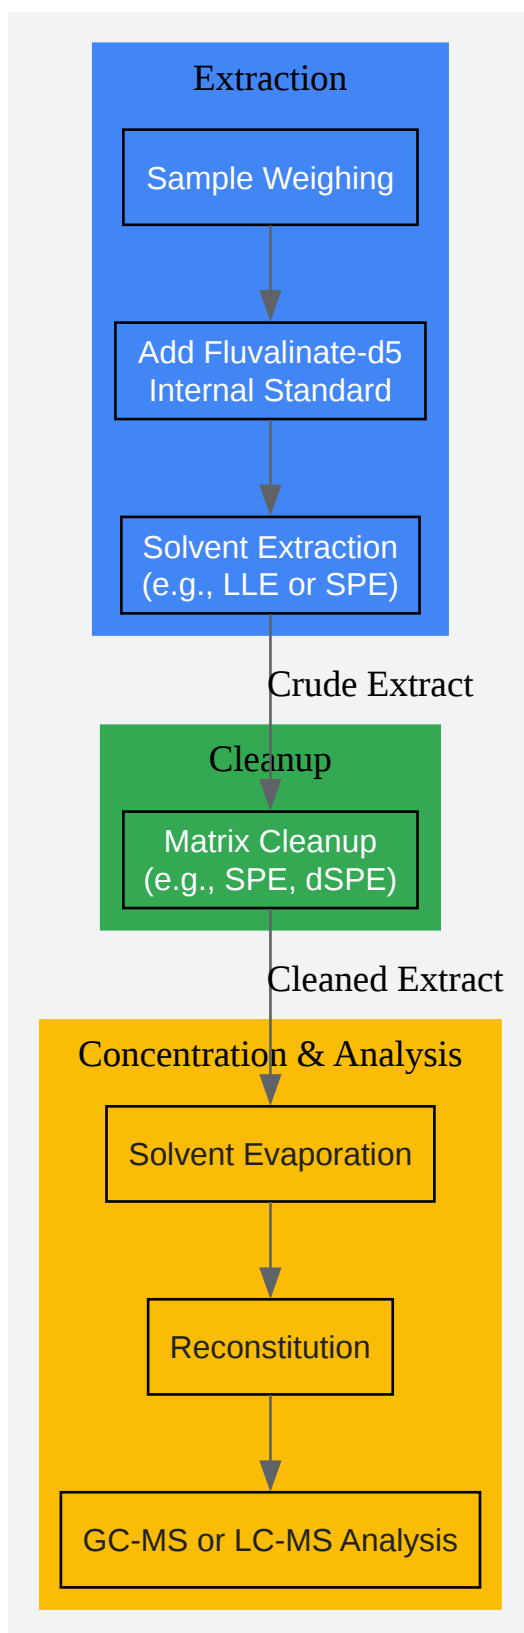 Extraction
Sample Weighing
Add Fluvalinate-d5
Internal Standard
Solvent Extraction
(e.g., LLE or SPE)
Crude Extract
Cleanup
Matrix Cleanup
(e.g., SPE, dSPE)
Cleaned Extract
Concentration & Analysis
Solvent Evaporation
Reconstitution
GC-MS or LC-MS Analysis